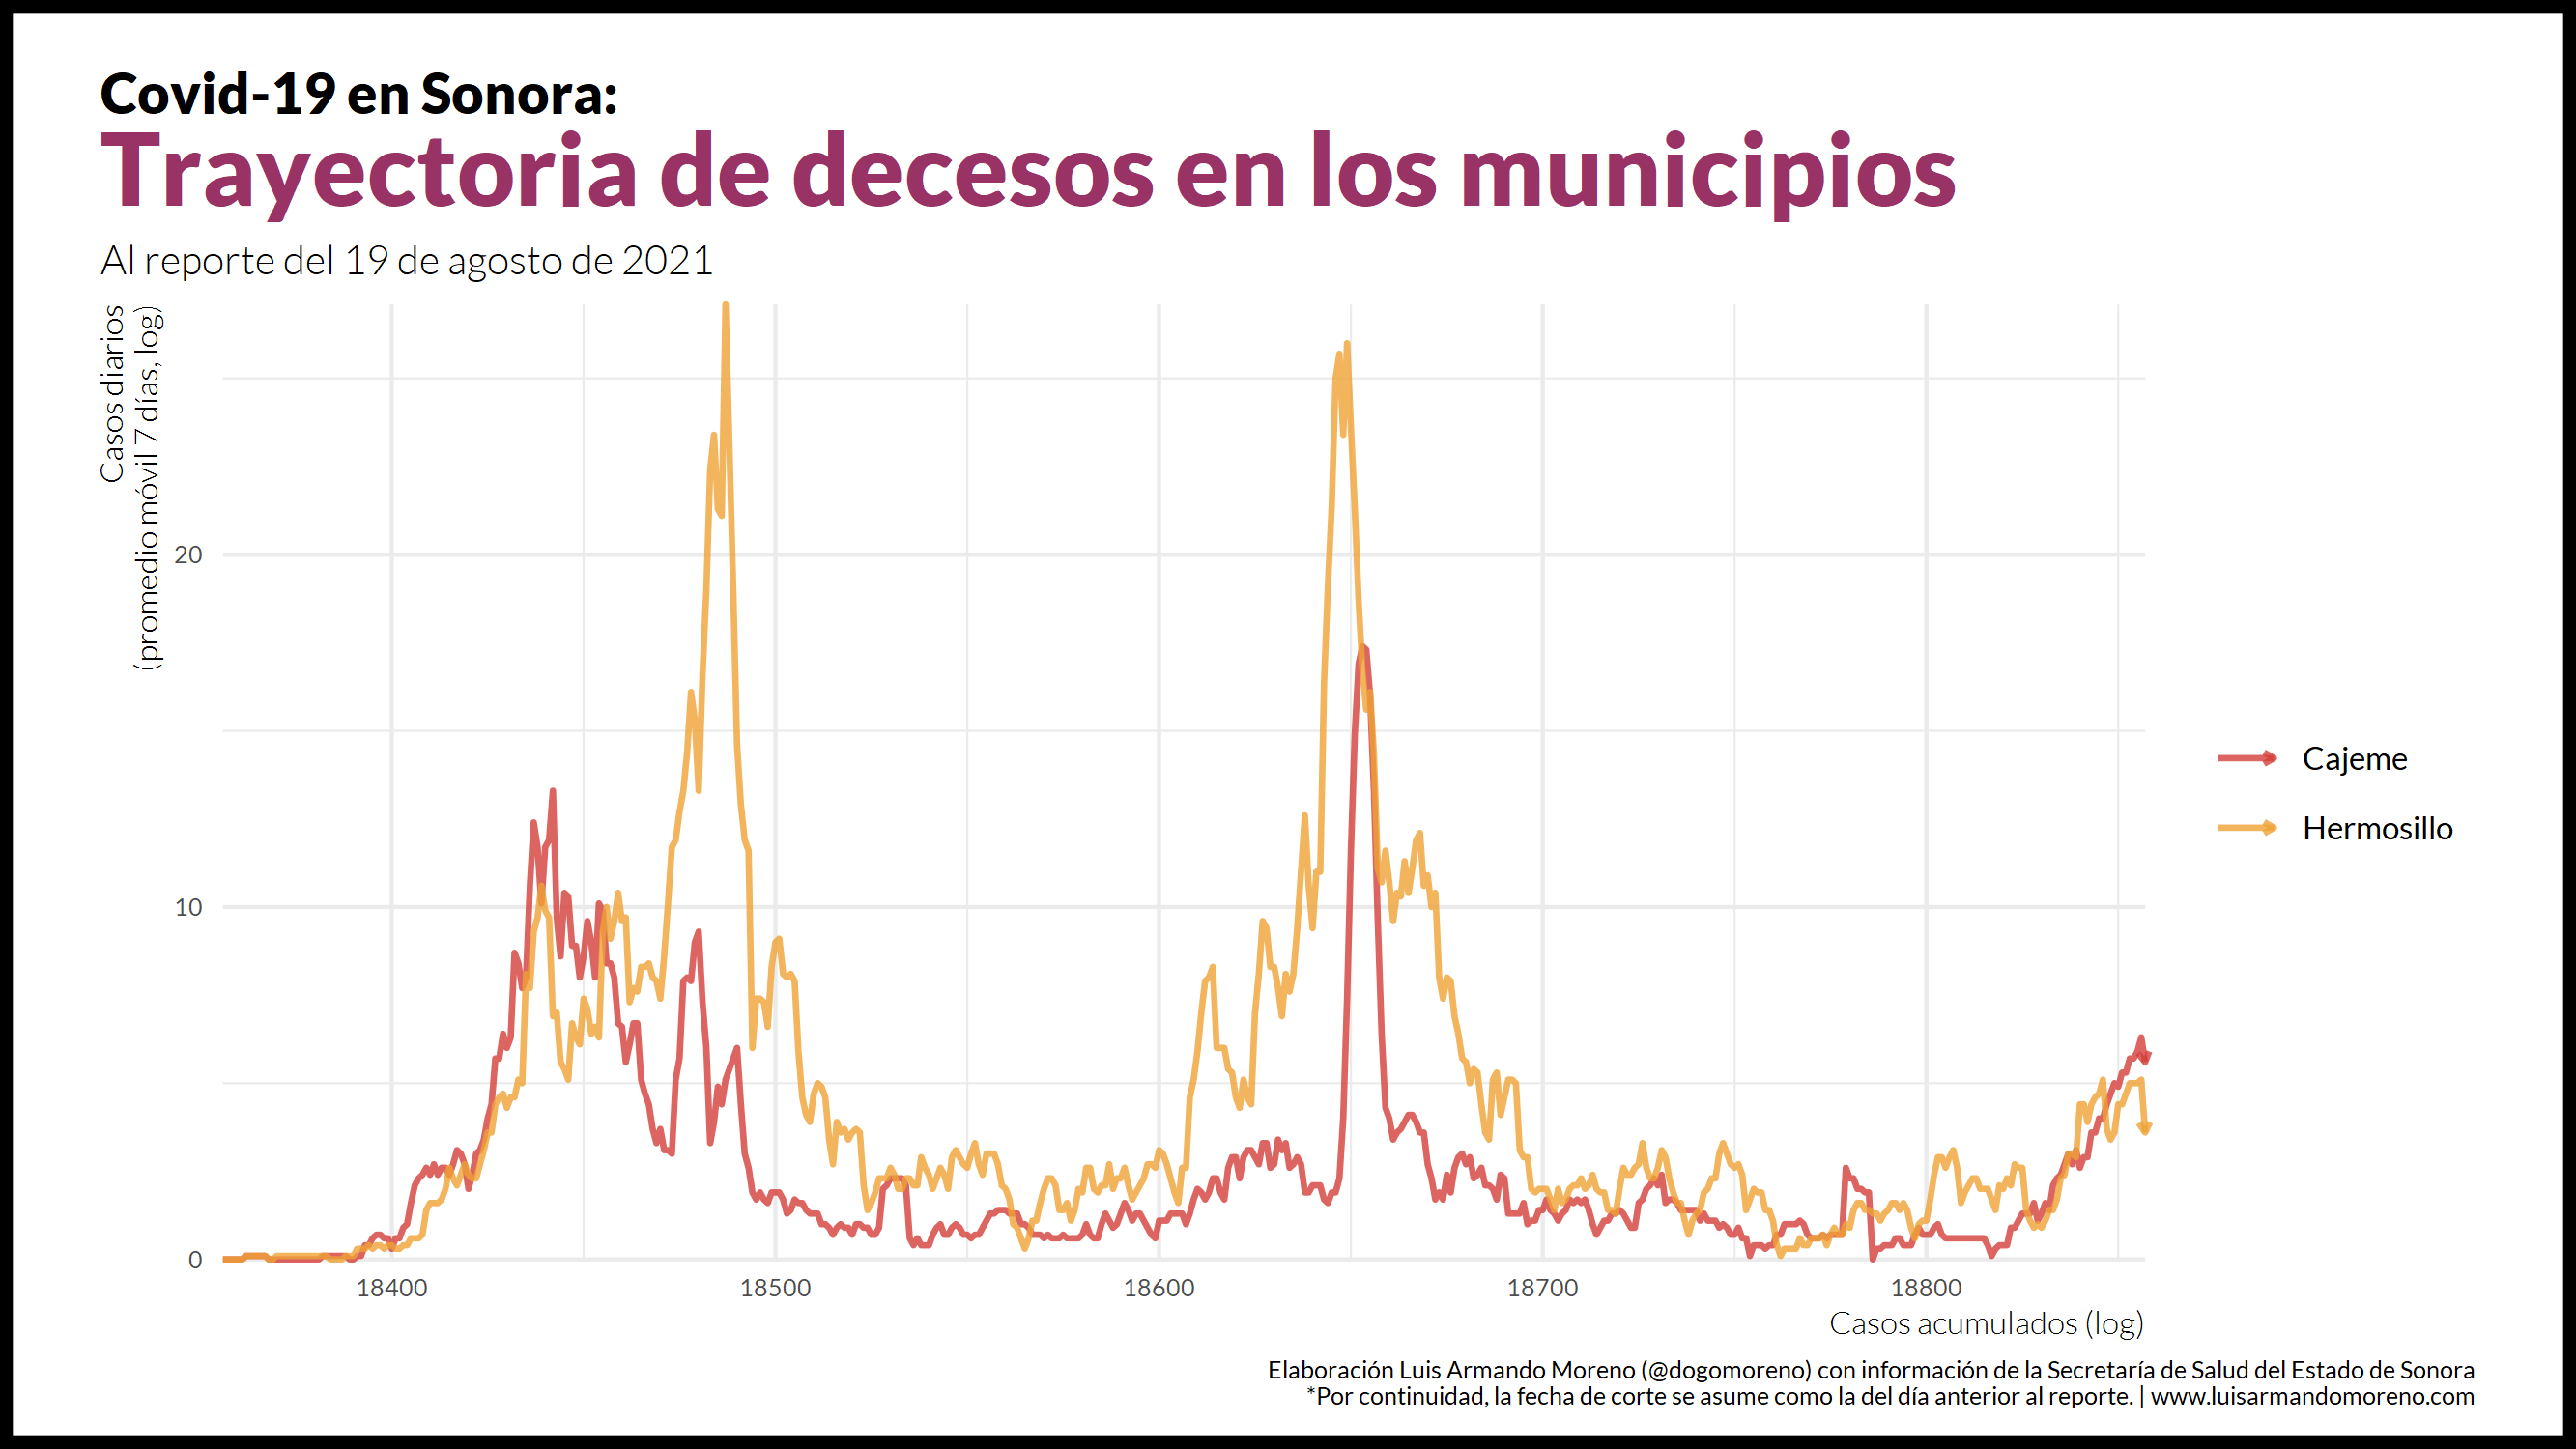 Covid-19 en Sonora:
Trayectoria de decesos en los municipios
Al reporte del 19 de agosto de 2021
Casos diarios
(promedio móvil 7 días, log)
20
10
0
18400
18500
18600
18700
18800
Casos acumulados (log)
Cajeme
Hermosillo
Elaboración Luis Armando Moreno (@dogomoreno) con información de la Secretaría de Salud del Estado de Sonora
*Por continuidad, la fecha de corte se asume como la del día anterior al reporte. | www.luisarmandomoreno.com